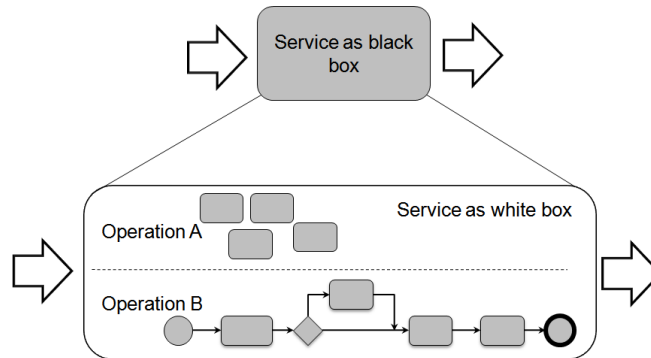 Service as black
box
Service as white box
Operation A
Operation B